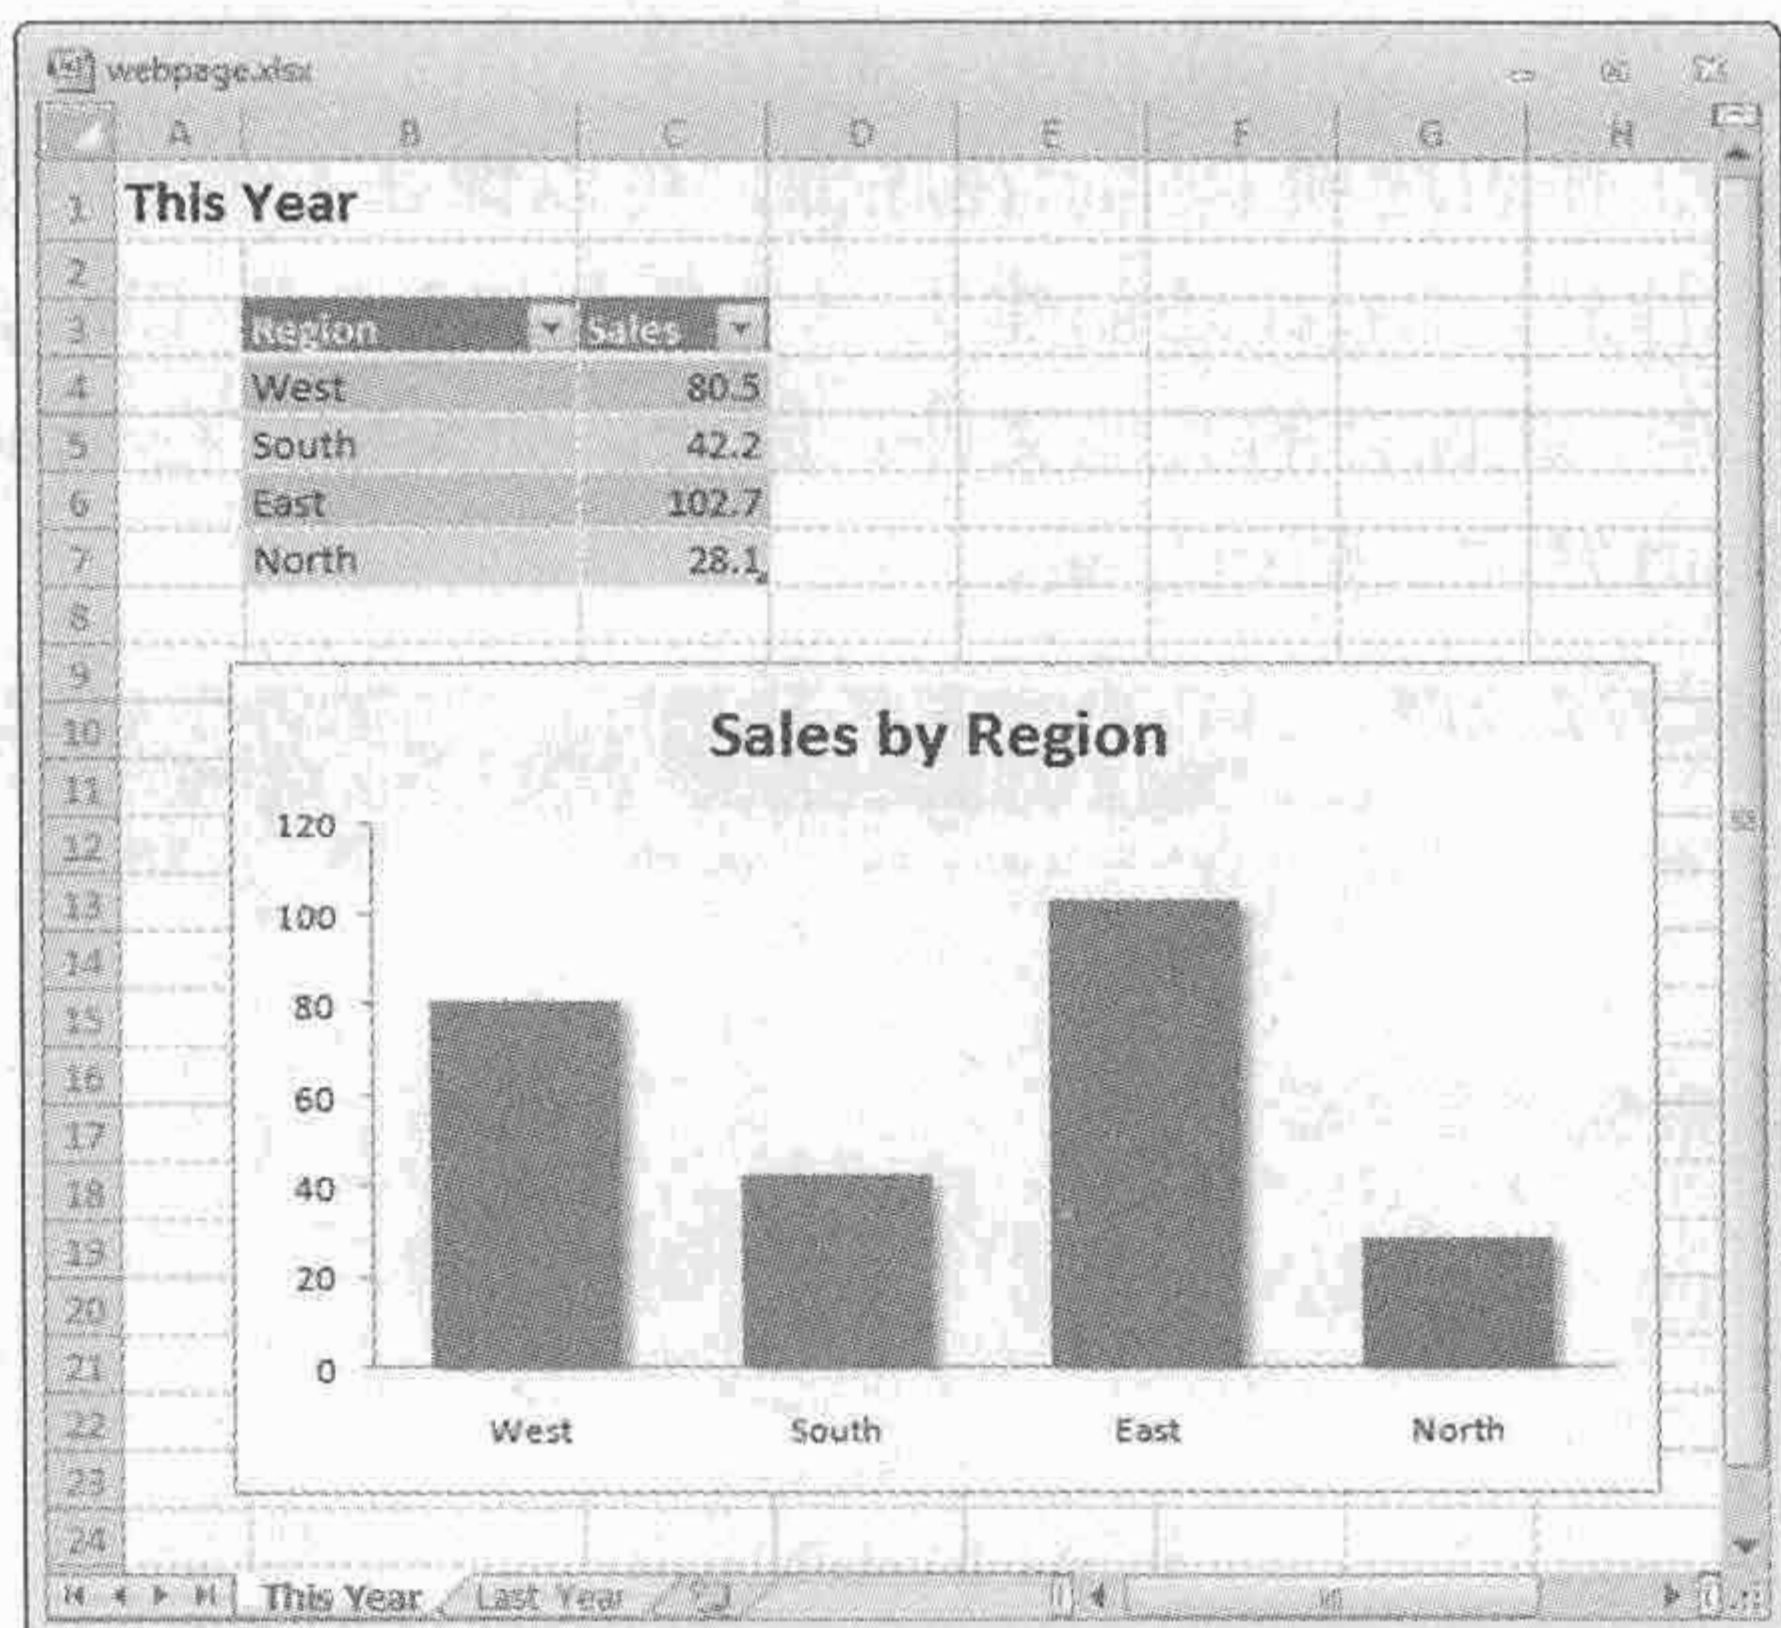 webpage.xlsx
A B C D E F G H
1 This Year
2
3 Region Sales
4 West 80.5
5 South 42.2
6 East 102.7
7 North 28.1
8
9
10
11
12
13
14
15
16
17
18
19
20
21
22
23
24
Sales by Region
120
100
80
60
40
20
0
West South East North
This Year Last Year